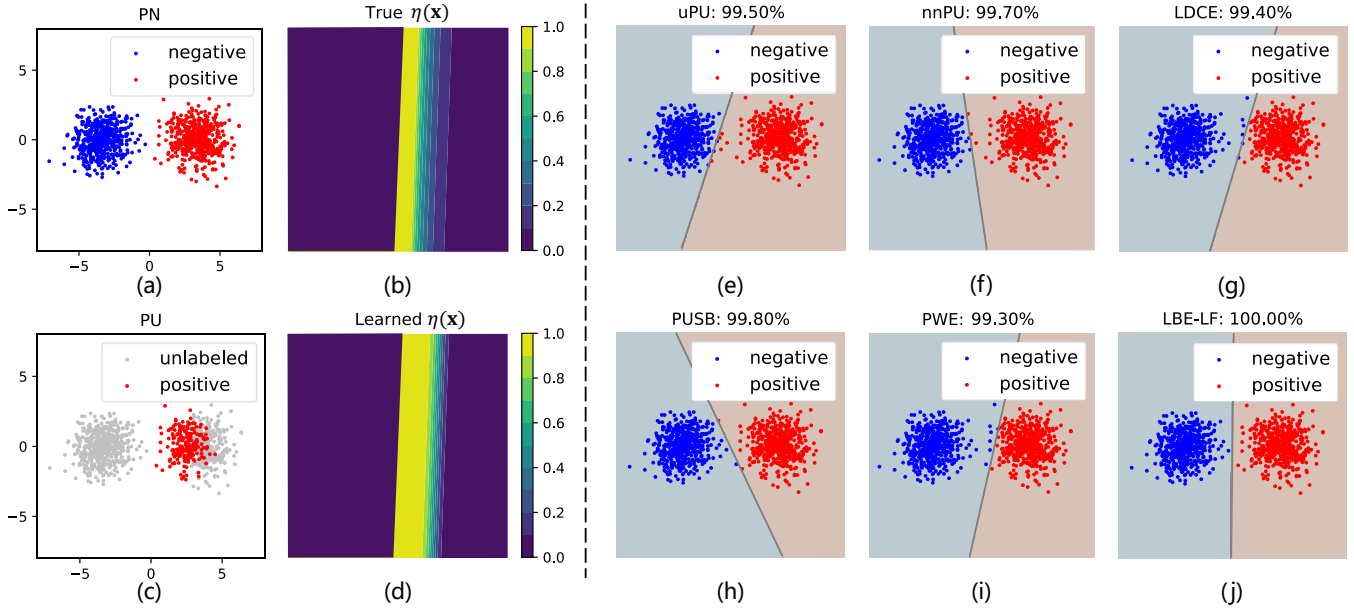 PN
negative
positive
5
0
−5
−5
0
5
(a)
True η(x)
1.0
0.8
0.6
0.4
0.2
0.0
(b)
uPU: 99.50%
negative
positive
(e)
nnPU: 99.70%
negative
positive
(f)
LDCE: 99.40%
negative
positive
(g)
PU
unlabeled
positive
5
0
−5
−5
0
5
(c)
Learned η(x)
1.0
0.8
0.6
0.4
0.2
0.0
(d)
PUSB: 99.80%
negative
positive
(h)
PWE: 99.30%
negative
positive
(i)
LBE-LF: 100.00%
negative
positive
(j)